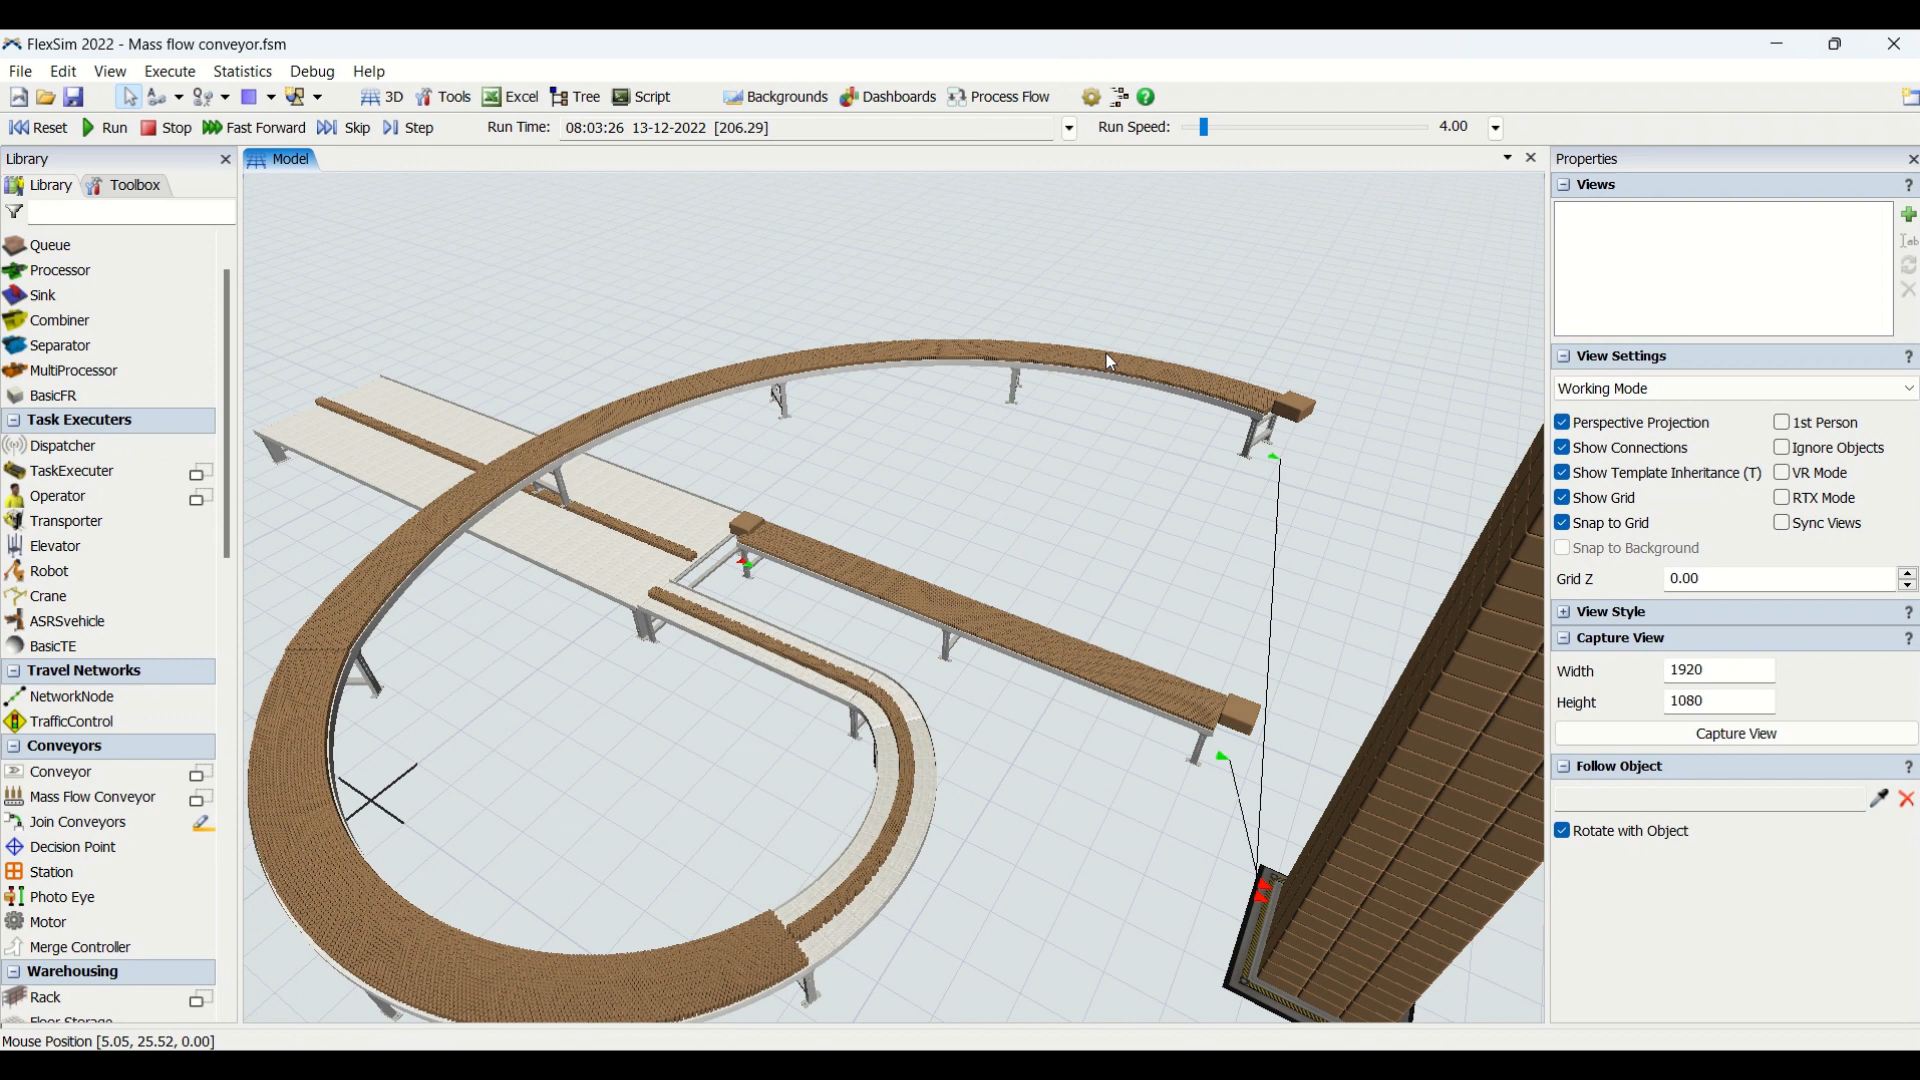 FlexSim 2022 - Mass flow conveyor.fsm
File Edit View Execute Statistics Debug Help
3D Tools Excel Tree Script Backgrounds Dashboards Process Flow
Reset Run Stop Fast Forward Skip Step Run Time: 08:03:26 13-12-2022 [206.29] Run Speed: 4.00
Library
Library Toolbox
Queue
Processor
Sink
Combiner
Separator
MultiProcessor
BasicFR
Task Executers
Dispatcher
TaskExecuter
Operator
Transporter
Elevator
Robot
Crane
ASRSvehicle
BasicTE
Travel Networks
NetworkNode
TrafficControl
Conveyors
Conveyor
Mass Flow Conveyor
Join Conveyors
Decision Point
Station
Photo Eye
Motor
Merge Controller
Warehousing
Rack
Floor Storage
Model
Properties
Views ?
View Settings ?
Working Mode
Perspective Projection 1st Person
Show Connections Ignore Objects
Show Template Inheritance (T) VR Mode
Show Grid RTX Mode
Snap to Grid Sync Views
Snap to Background
Grid Z 0.00
View Style ?
Capture View ?
Width 1920
Height 1080
Capture View
Follow Object ?
Rotate with Object
Mouse Position [5.05, 25.52, 0.00]